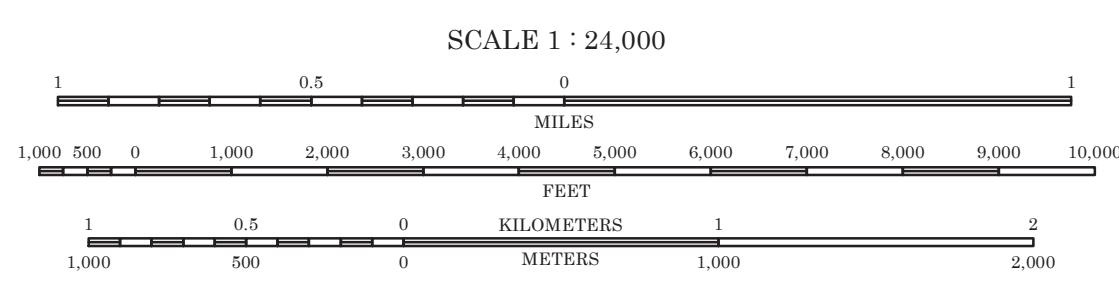 SCALE 1 : 24,000
1 0.5 0 1
MILES
1,000 500 0 1,000 2,000 3,000 4,000 5,000 6,000 7,000 8,000 9,000 10,000
FEET
1 0.5 0 KILOMETERS 1 2
1,000 500 0 METERS 1,000 2,000